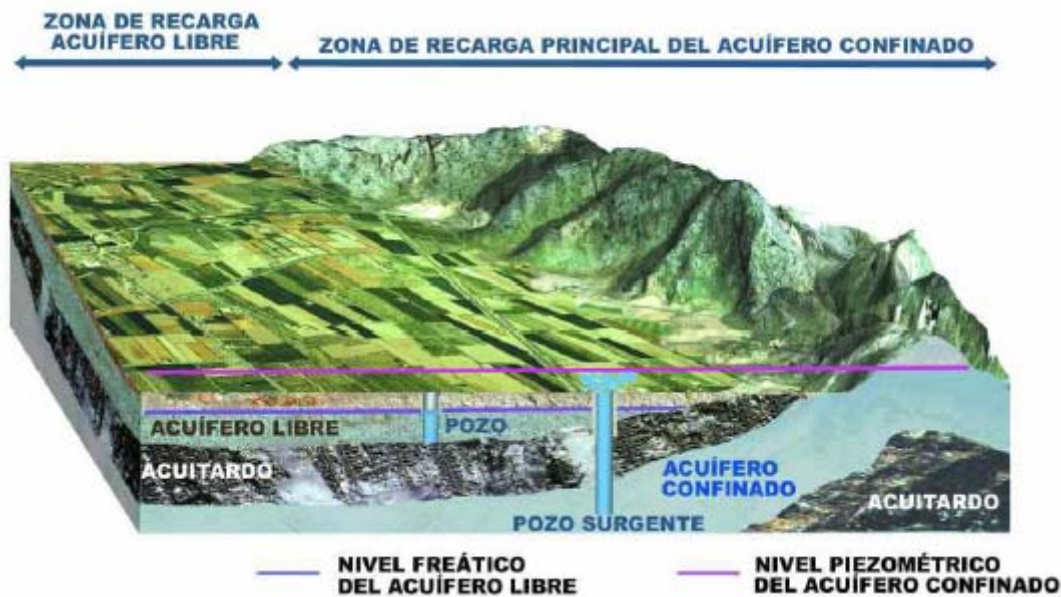 ZONA DE RECARGA
ACUÍFERO LIBRE
ZONA DE RECARGA PRINCIPAL DEL ACUÍFERO CONFINADO
ACUÍFERO LIBRE
POZO
ACUITARDO
ACUÍFERO
CONFINADO
ACUITARDO
POZO SURGENTE
NIVEL FREÁTICO
DEL ACUÍFERO LIBRE
NIVEL PIEZOMÉTRICO
DEL ACUÍFERO CONFINADO